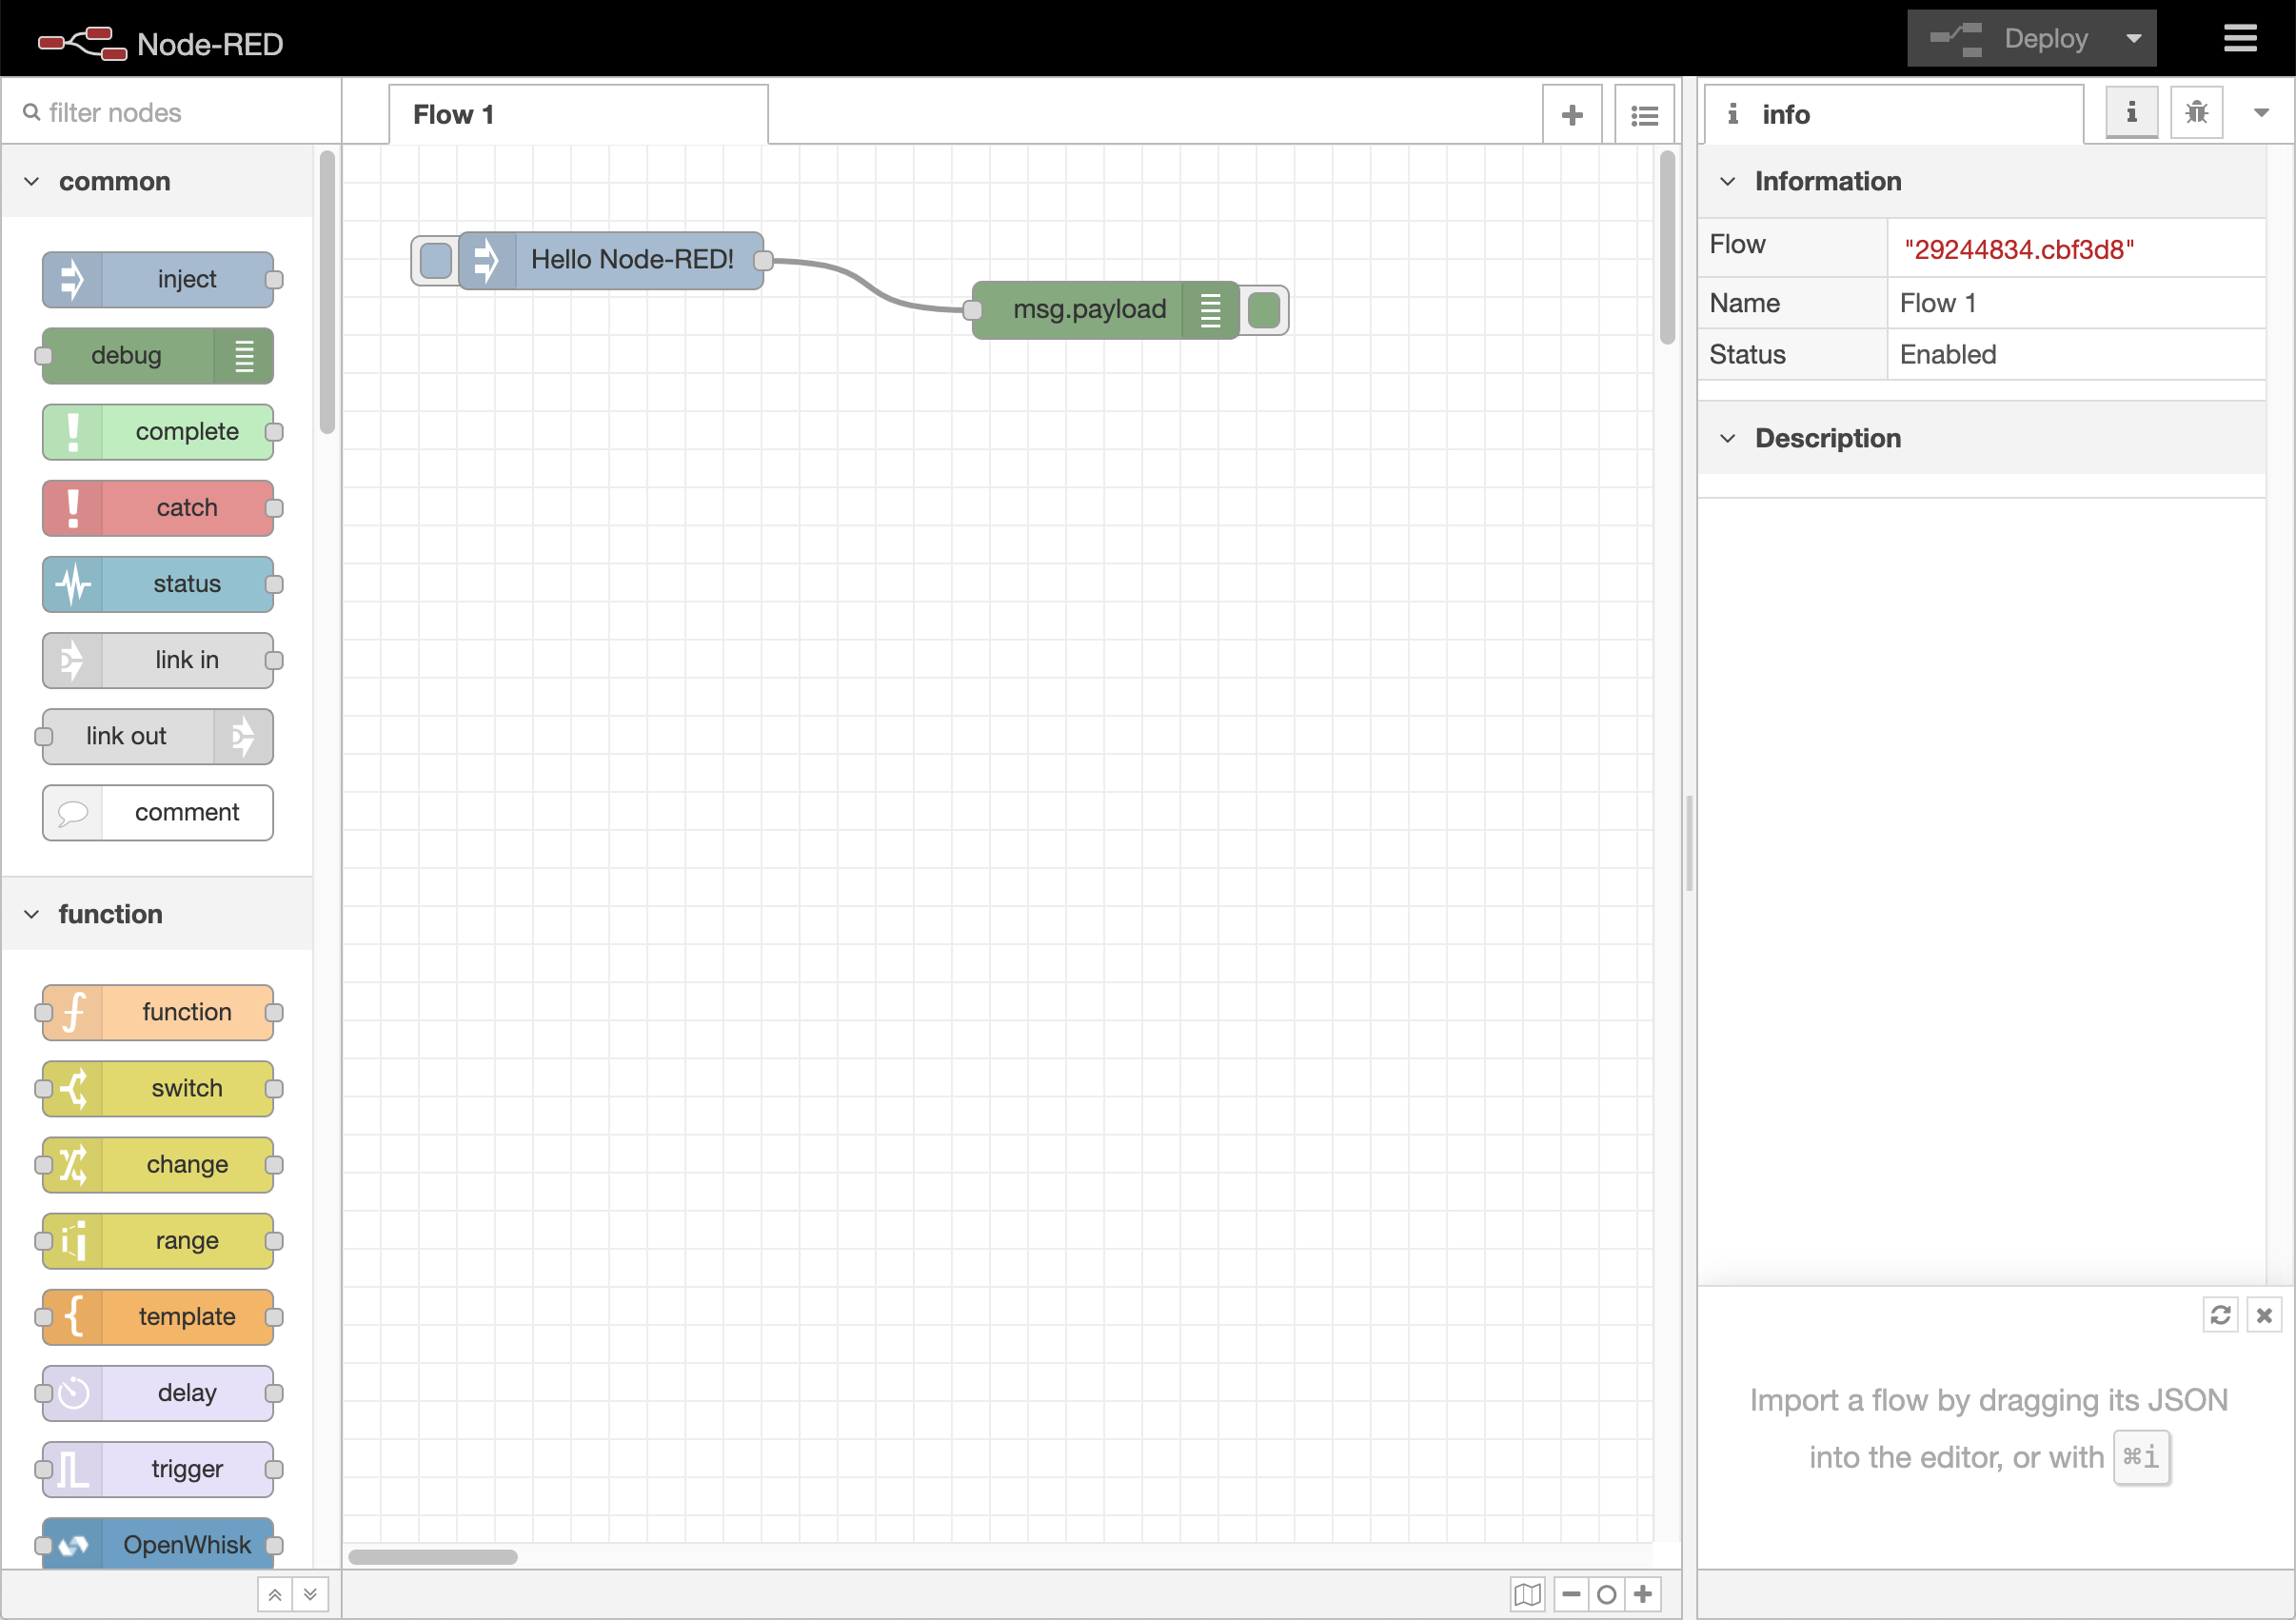 Node-RED
Deploy
filter nodes
Flow 1
info
common
inject
debug
complete
catch
status
link in
link out
comment
function
function
switch
change
range
template
delay
trigger
OpenWhisk
Hello Node-RED!
msg.payload
Information
Flow "29244834.cbf3d8"
Name Flow 1
Status Enabled
Description
Import a flow by dragging its JSON
into the editor, or with ⌘i